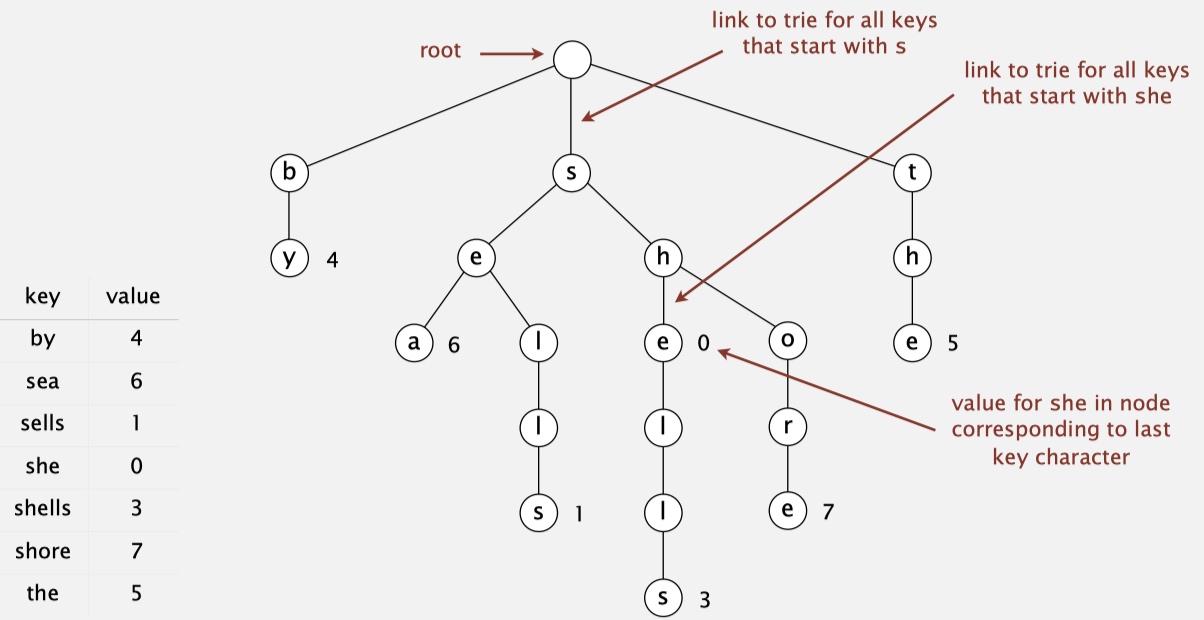 link to trie for all keys
that start with s
root
link to trie for all keys
that start with she
b
s
t
y 4
e
h
h
key value
by 4
sea 6
sells 1
she 0
shells 3
shore 7
the 5
a 6
l
e 0
o
e 5
l
l
r
value for she in node
corresponding to last
key character
s 1
l
e 7
s 3